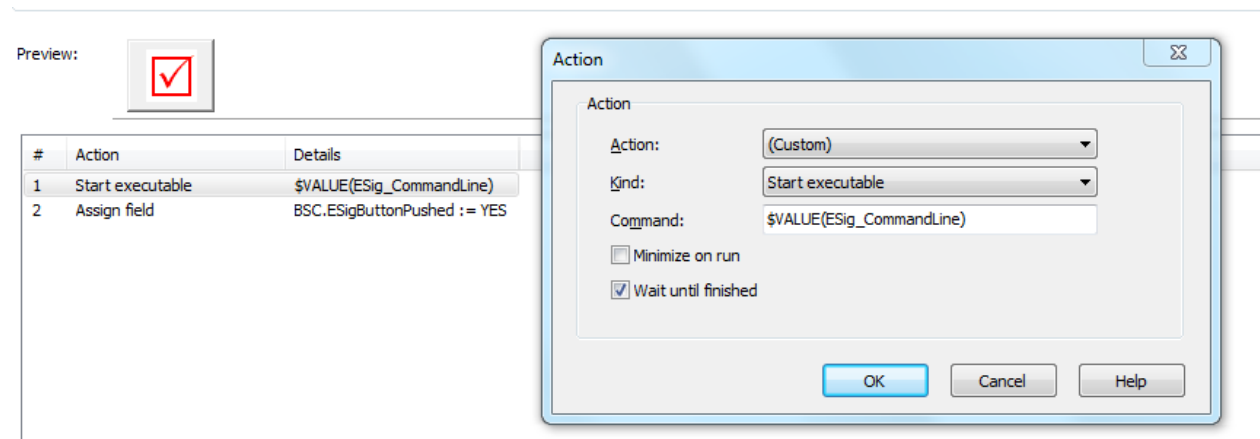 Preview:
# Action Details
1 Start executable $VALUE(ESig_CommandLine)
2 Assign field BSC.ESigButtonPushed := YES
Action
Action
Action: (Custom)
Kind: Start executable
Command: $VALUE(ESig_CommandLine)
Minimize on run
Wait until finished
OK Cancel Help